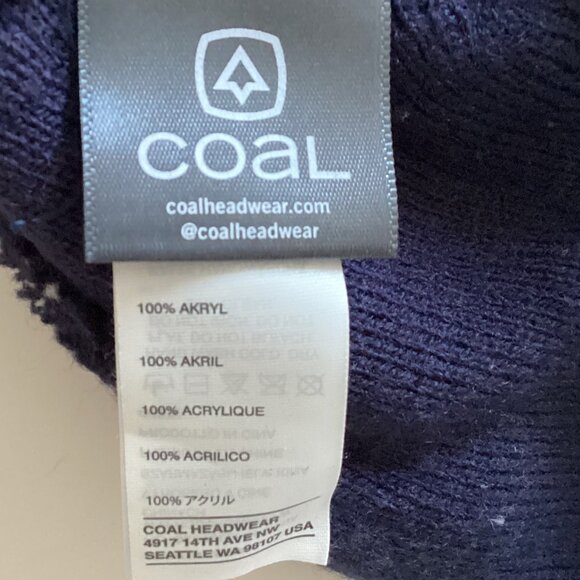 COAL
coalheadwear.com
@coalheadwear
100% AKRYL
100% AKRIL
100% ACRYLIQUE
100% ACRILICO
100% アクリル
COAL HEADWEAR
4917 14TH AVE NW
SEATTLE WA 98107 USA